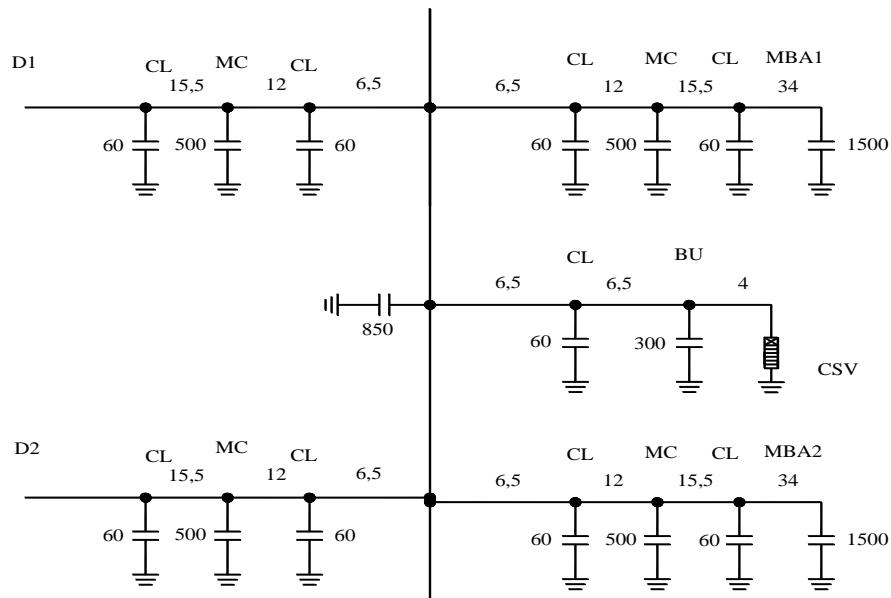 D1 CL MC CL CL MC CL MBA1
15,5 12 6,5 6,5 12 15,5 34
60 500 60 60 500 60 1500
CL BU
6,5 6,5 4
850 60 300 CSV
D2 CL MC CL CL MC CL MBA2
15,5 12 6,5 6,5 12 15,5 34
60 500 60 60 500 60 1500